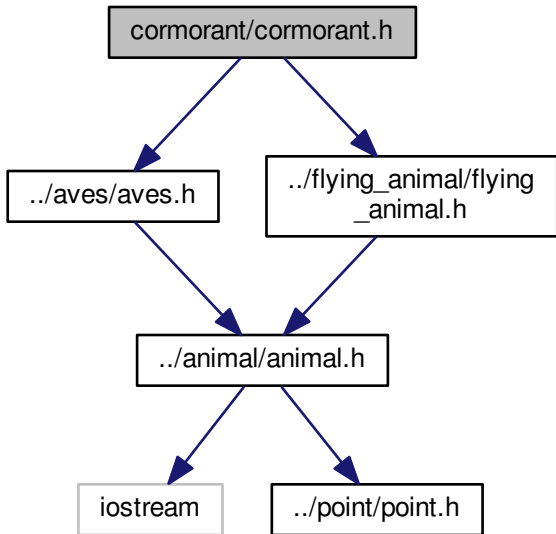 cormorant/cormorant.h
../aves/aves.h
../flying_animal/flying
_animal.h
../animal/animal.h
iostream
../point/point.h